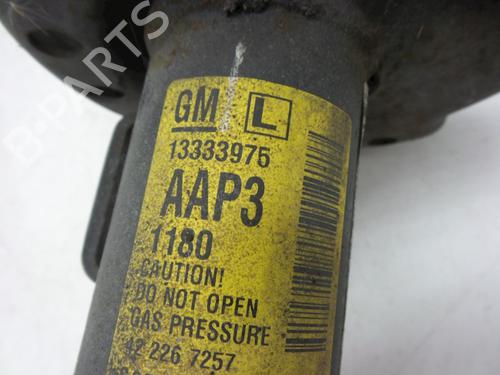 B-PARTS
GM L
13333975
AAP3
1180
CAUTION!
DO NOT OPEN
GAS PRESSURE
42 226 7257